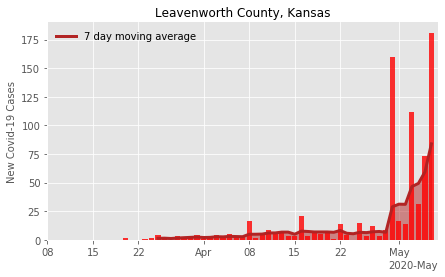 Leavenworth County, Kansas
7 day moving average
New Covid-19 Cases
175
150
125
100
75
50
25
0
08
15
22
Apr
08
15
22
May
2020-May